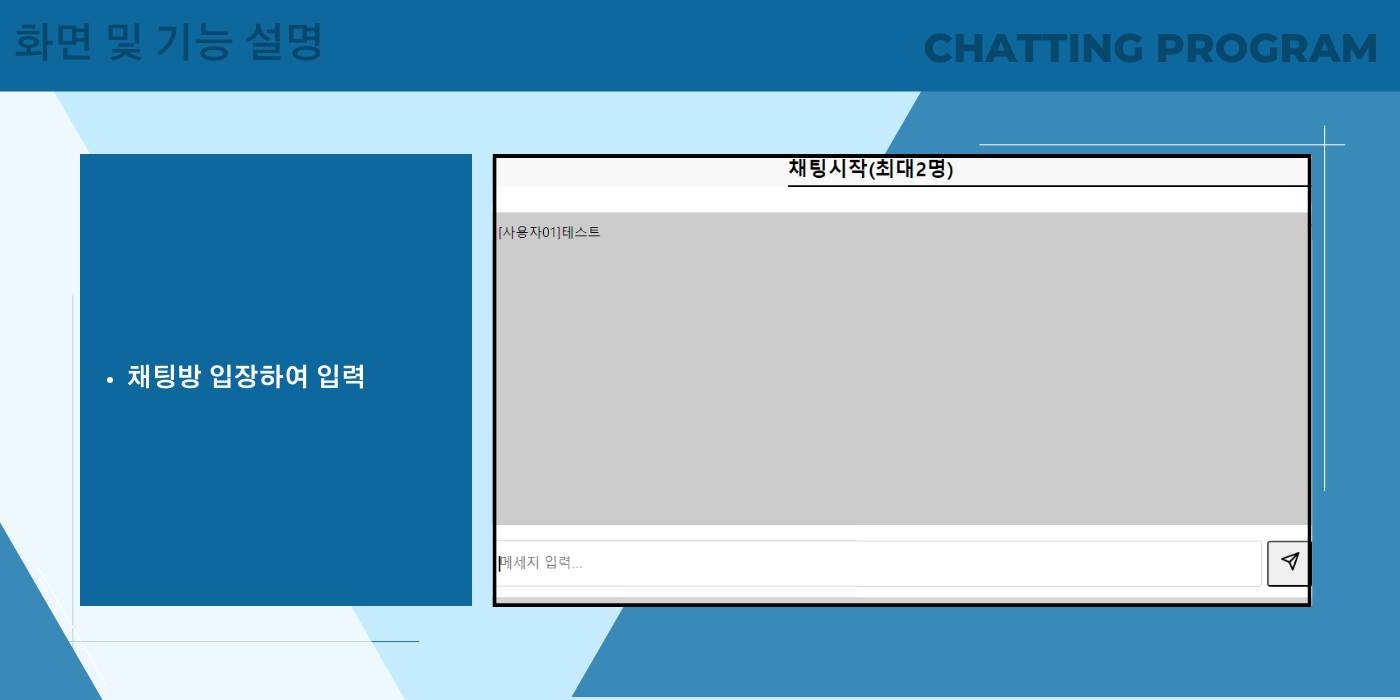 화면 및 기능 설명
CHATTING PROGRAM
• 채팅방 입장하여 입력
채팅시작(최대2명)
[사용자01]테스트
메세지 입력...